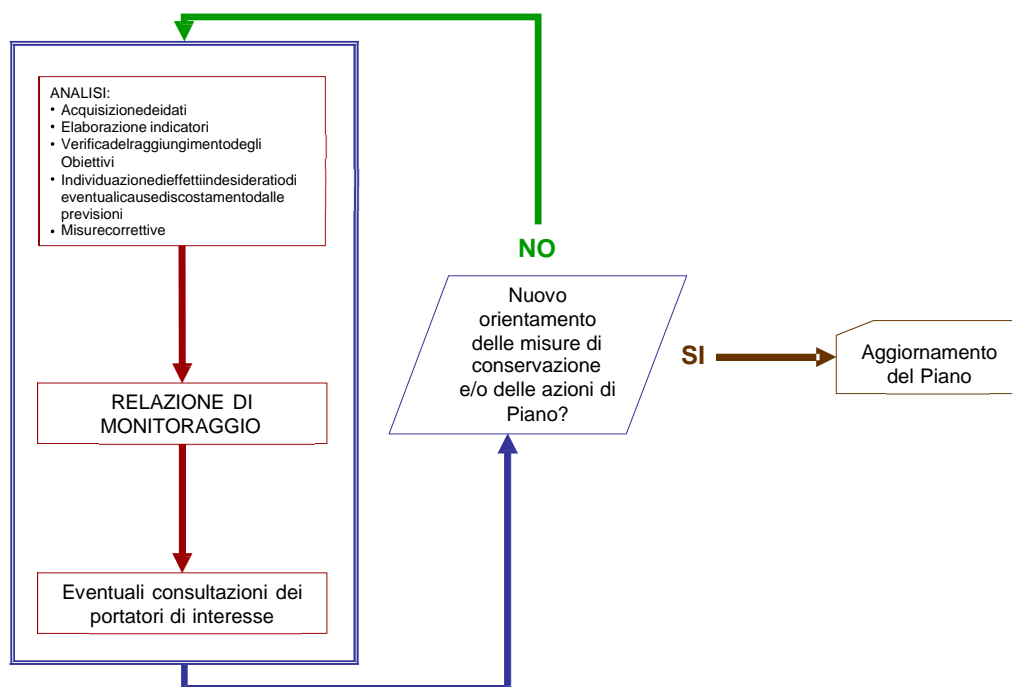 ANALISI:
• Acquisizionedeidati
• Elaborazione indicatori
• Verificadelraggiungimentodegli
Obiettivi
• Individuazionedieffettiindesideratiodi
eventualicausediscostamentodalle
previsioni
• Misurecorrettive
RELAZIONE DI
MONITORAGGIO
Eventuali consultazioni dei
portatori di interesse
NO
Nuovo
orientamento
delle misure di
conservazione
e/o delle azioni di
Piano?
SI
Aggiornamento
del Piano